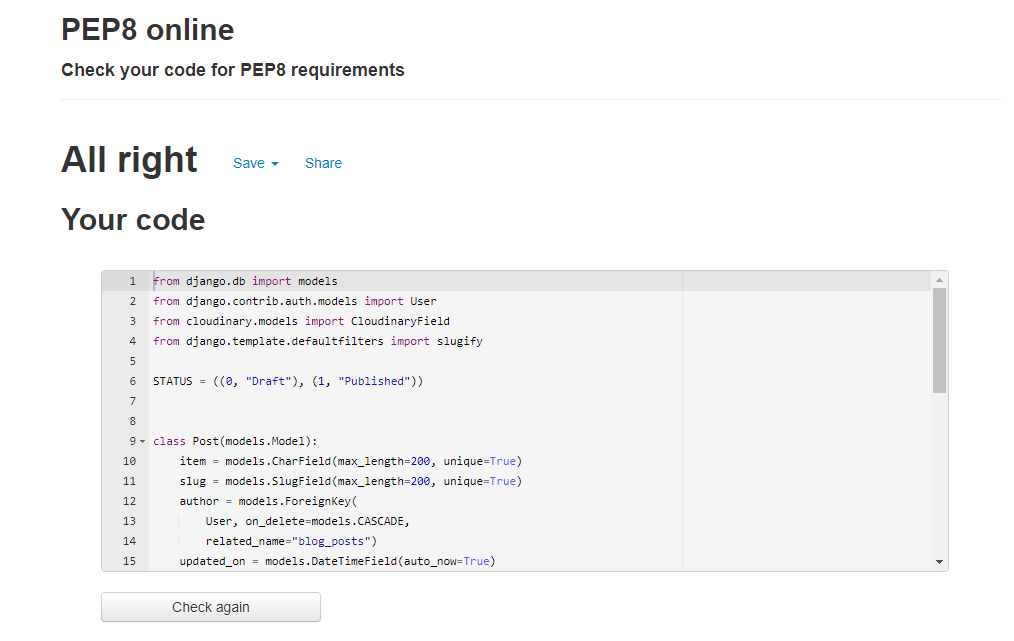 PEP8 online
Check your code for PEP8 requirements
All right Save Share
Your code
1 from django.db import models
2 from django.contrib.auth.models import User
3 from cloudinary.models import CloudinaryField
4 from django.template.defaultfilters import slugify
5
6 STATUS = ((0, "Draft"), (1, "Published"))
7
8
9 class Post(models.Model):
10     item = models.CharField(max_length=200, unique=True)
11     slug = models.SlugField(max_length=200, unique=True)
12     author = models.ForeignKey(
13         User, on_delete=models.CASCADE,
14         related_name="blog_posts")
15     updated_on = models.DateTimeField(auto_now=True)
Check again